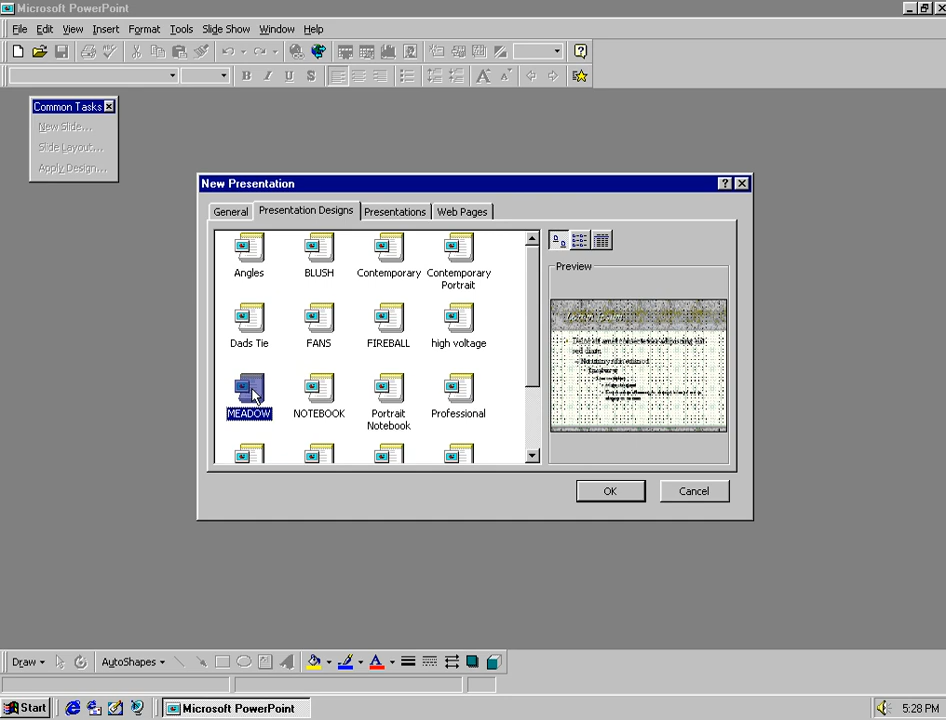 Microsoft PowerPoint
File Edit View Insert Format Tools Slide Show Window Help
B I U S A A
Common Tasks
New Slide...
Slide Layout...
Apply Design...
New Presentation
General Presentation Designs Presentations Web Pages
Preview
Angles BLUSH Contemporary Contemporary Portrait
Dads Tie FANS FIREBALL high voltage
MEADOW NOTEBOOK Portrait Notebook Professional
OK Cancel
Draw AutoShapes A
Start Microsoft PowerPoint 5:28 PM